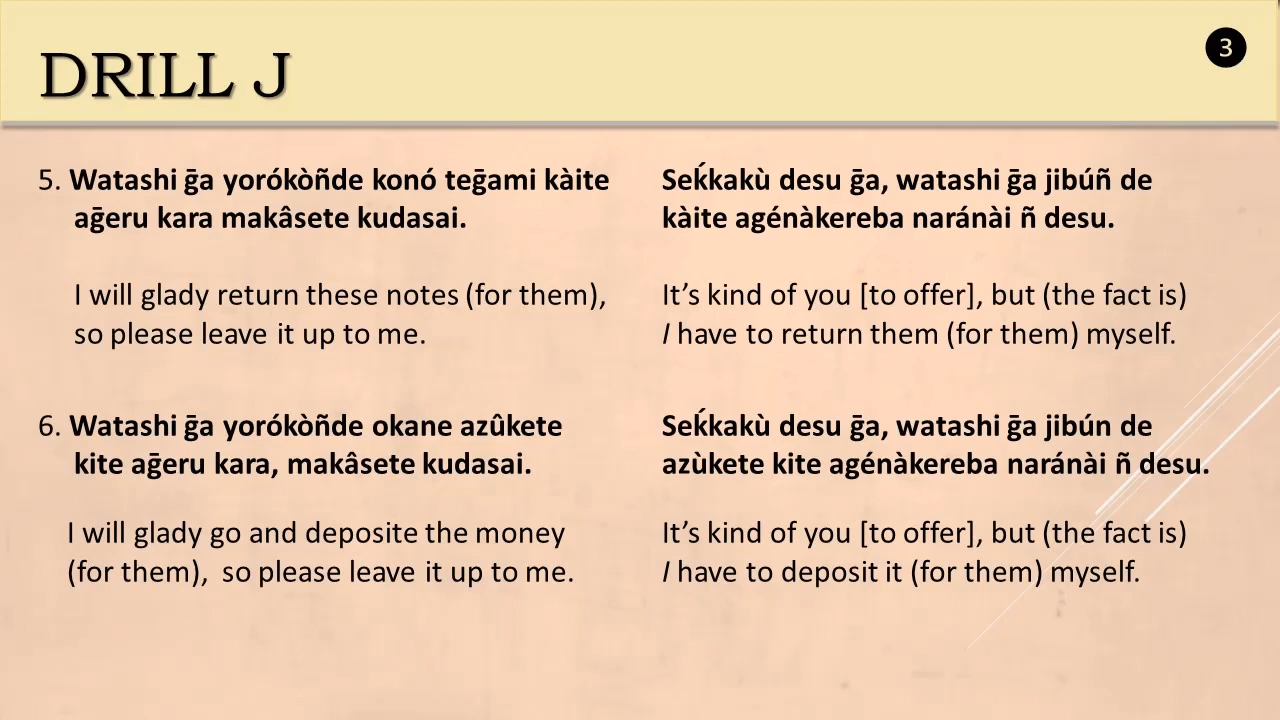 DRILL J
3
5. Watashi ḡa yorókòñde konó teḡami kàite
aḡeru kara makâsete kudasai.
I will glady return these notes (for them),
so please leave it up to me.
Seḱkakù desu ḡa, watashi ḡa jibúñ de
kàite agénàkereba naránài ñ desu.
It’s kind of you [to offer], but (the fact is)
I have to return them (for them) myself.
6. Watashi ḡa yorókòñde okane azûkete
kite aḡeru kara, makâsete kudasai.
I will glady go and deposite the money
(for them),  so please leave it up to me.
Seḱkakù desu ḡa, watashi ḡa jibún de
azùkete kite agénàkereba naránài ñ desu.
It’s kind of you [to offer], but (the fact is)
I have to deposit it (for them) myself.